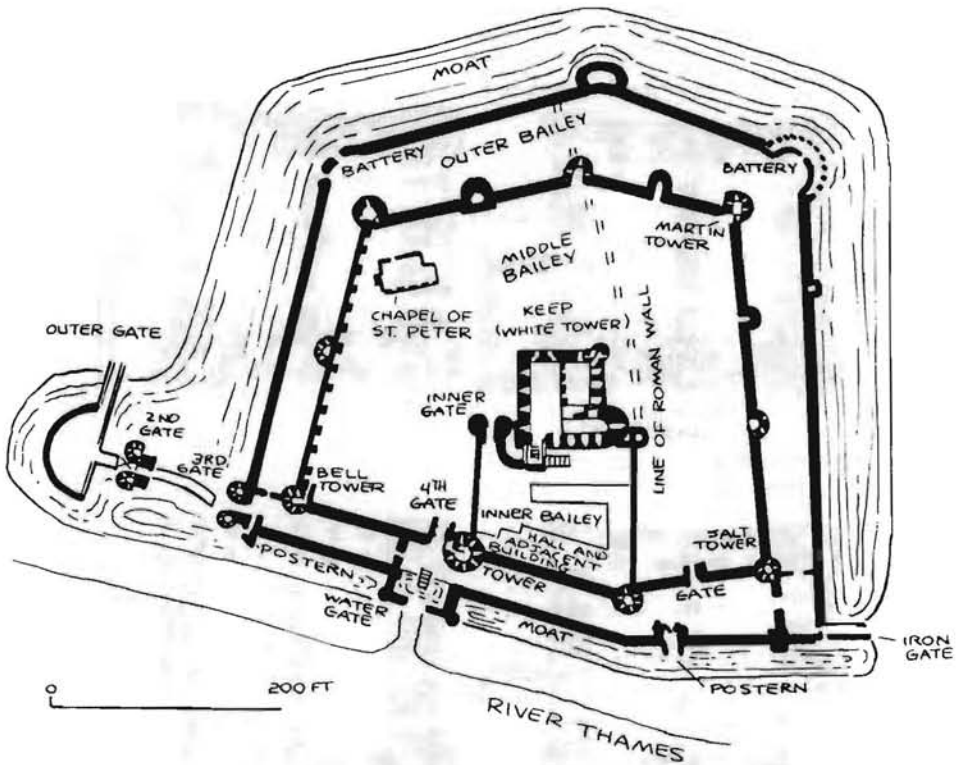 MOAT
OUTER BAILEY
BATTERY
BATTERY
MARTIN
TOWER
MIDDLE
BAILEY
CHAPEL OF
ST. PETER
KEEP
(WHITE TOWER)
LINE OF ROMAN WALL
OUTER GATE
INNER
GATE
2ND
GATE
3RD
GATE
BELL
TOWER
4TH
GATE
INNER BAILEY
HALL AND
ADJACENT
BUILDING
TOWER
SALT
TOWER
GATE
POSTERN
WATER
GATE
MOAT
IRON
GATE
POSTERN
0 200 FT
RIVER THAMES